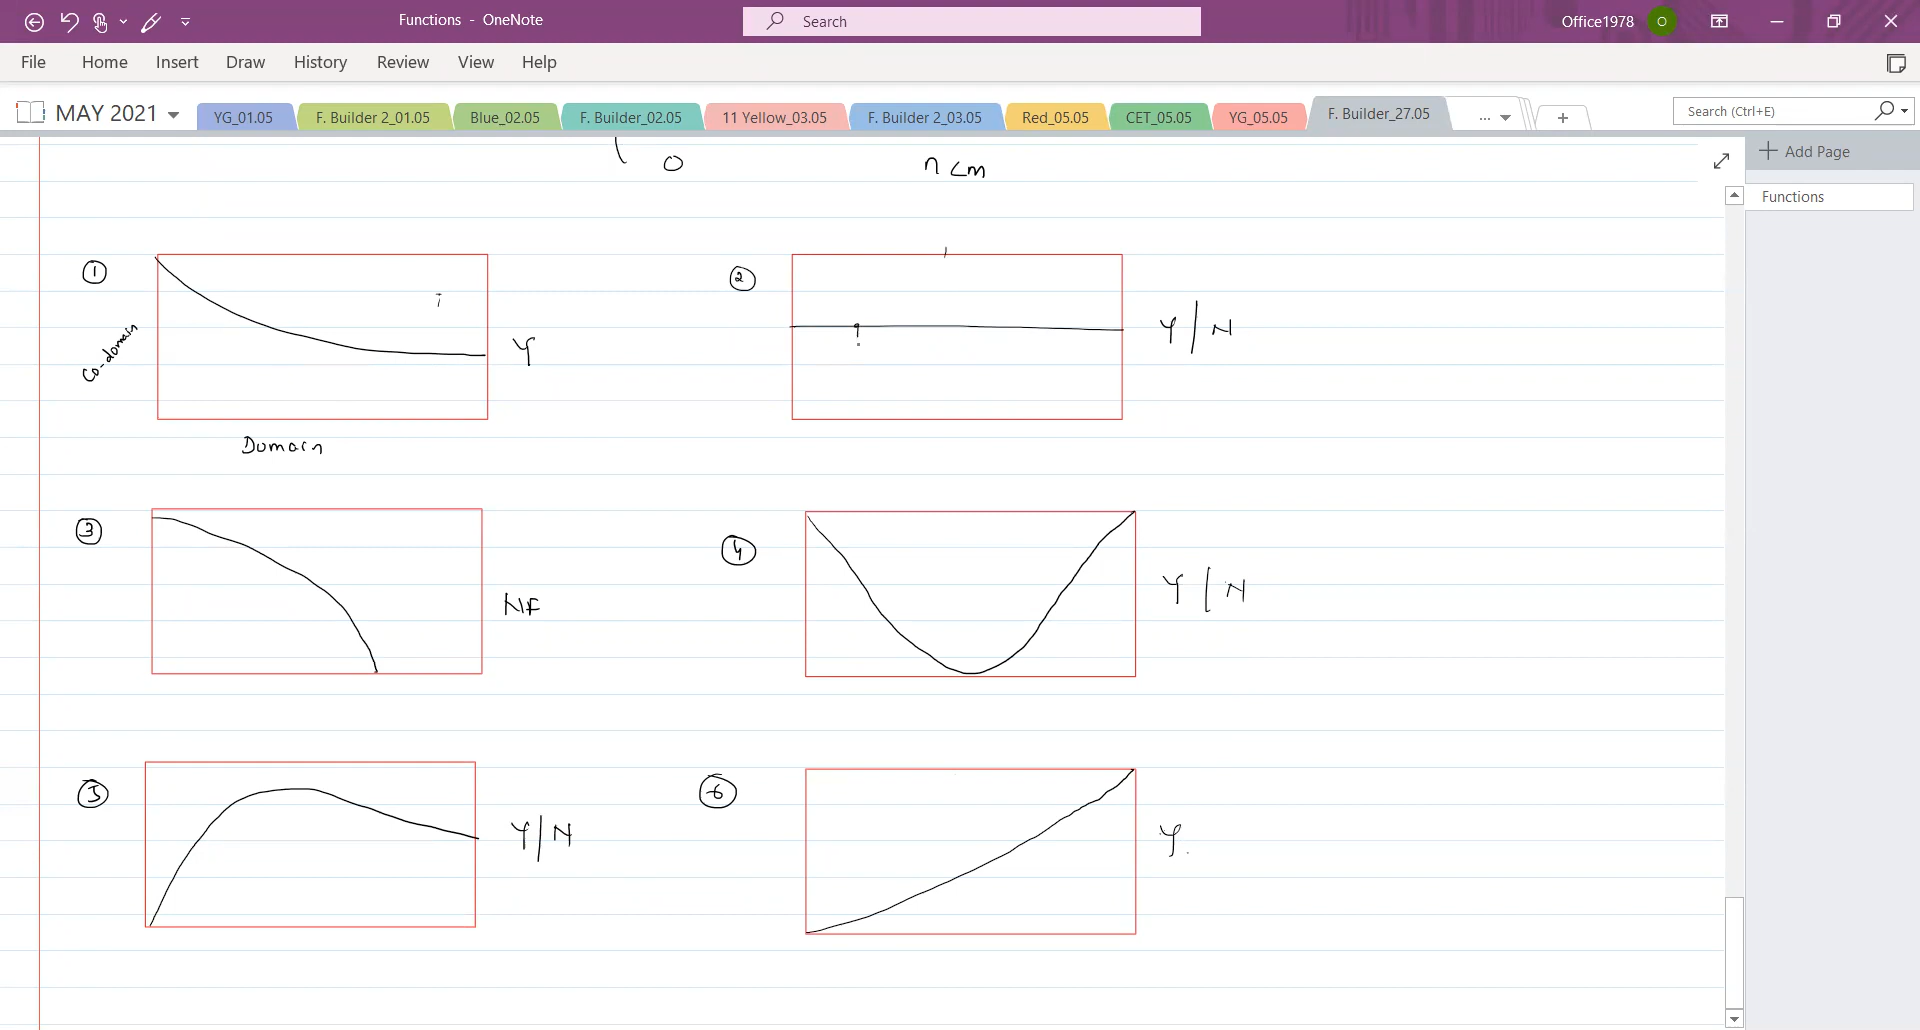 Functions - OneNote
Search
Office1978
O
File Home Insert Draw History Review View Help
MAY 2021
YG_01.05
F. Builder 2_01.05
Blue_02.05
F. Builder_02.05
11 Yellow_03.05
F. Builder 2_03.05
Red_05.05
CET_05.05
YG_05.05
F. Builder_27.05
...
+
Search (Ctrl+E)
+ Add Page
Functions
0
n<m
1
Co-domain
Y
Domain
2
Y | N
3
NF
4
Y | N
5
Y | N
6
Y